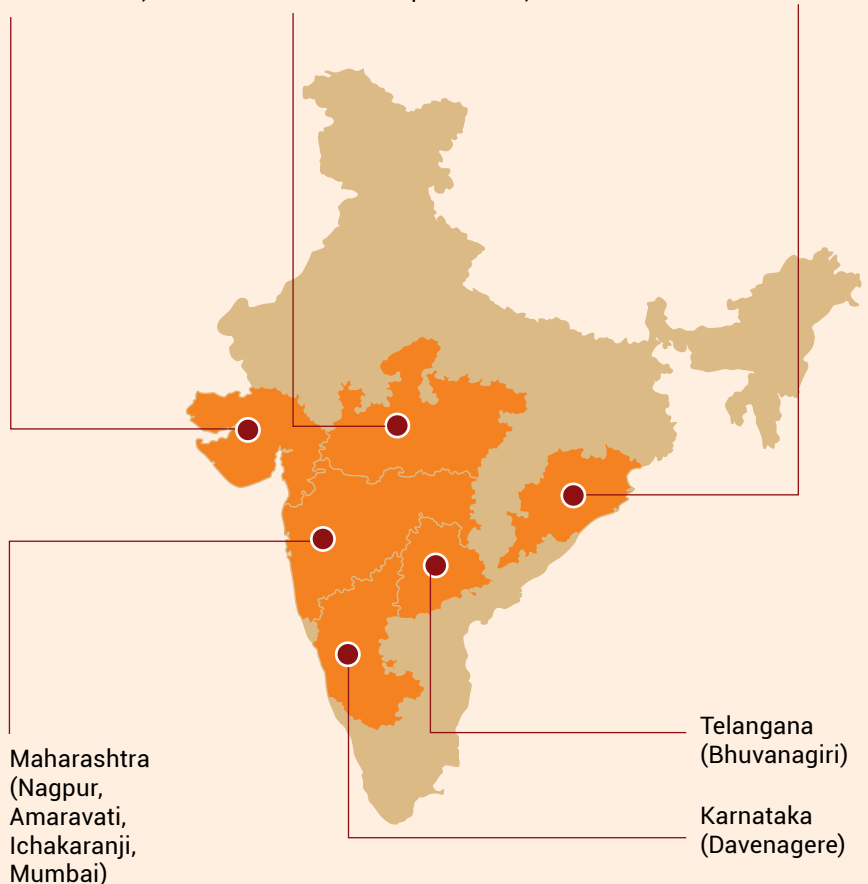 Maharashtra
(Nagpur,
Amaravati,
Ichakaranji,
Mumbai)
Telangana
(Bhuvanagiri)
Karnataka
(Davenagere)